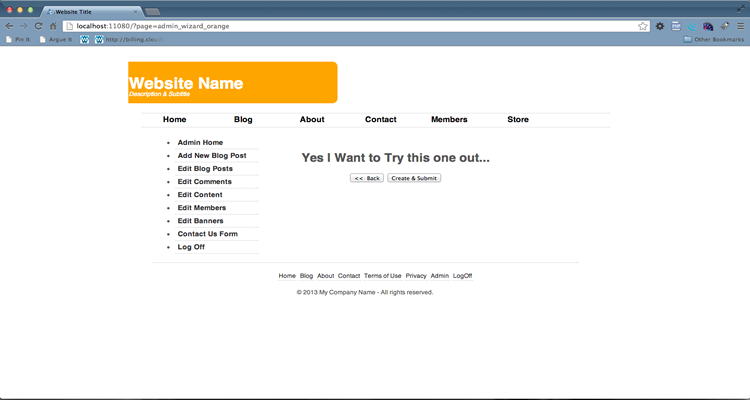 Website Title
localhost:11080/?page=admin_wizard_orange
Pin It Argue It http://billing.cloud Other Bookmarks
Website Name
Description & Subtitle
Home Blog About Contact Members Store
Admin Home
Add New Blog Post
Edit Blog Posts
Edit Comments
Edit Content
Edit Members
Edit Banners
Contact Us Form
Log Off
Yes I Want to Try this one out...
<< Back Create & Submit
Home Blog About Contact Terms of Use Privacy Admin LogOff
© 2013 My Company Name - All rights reserved.